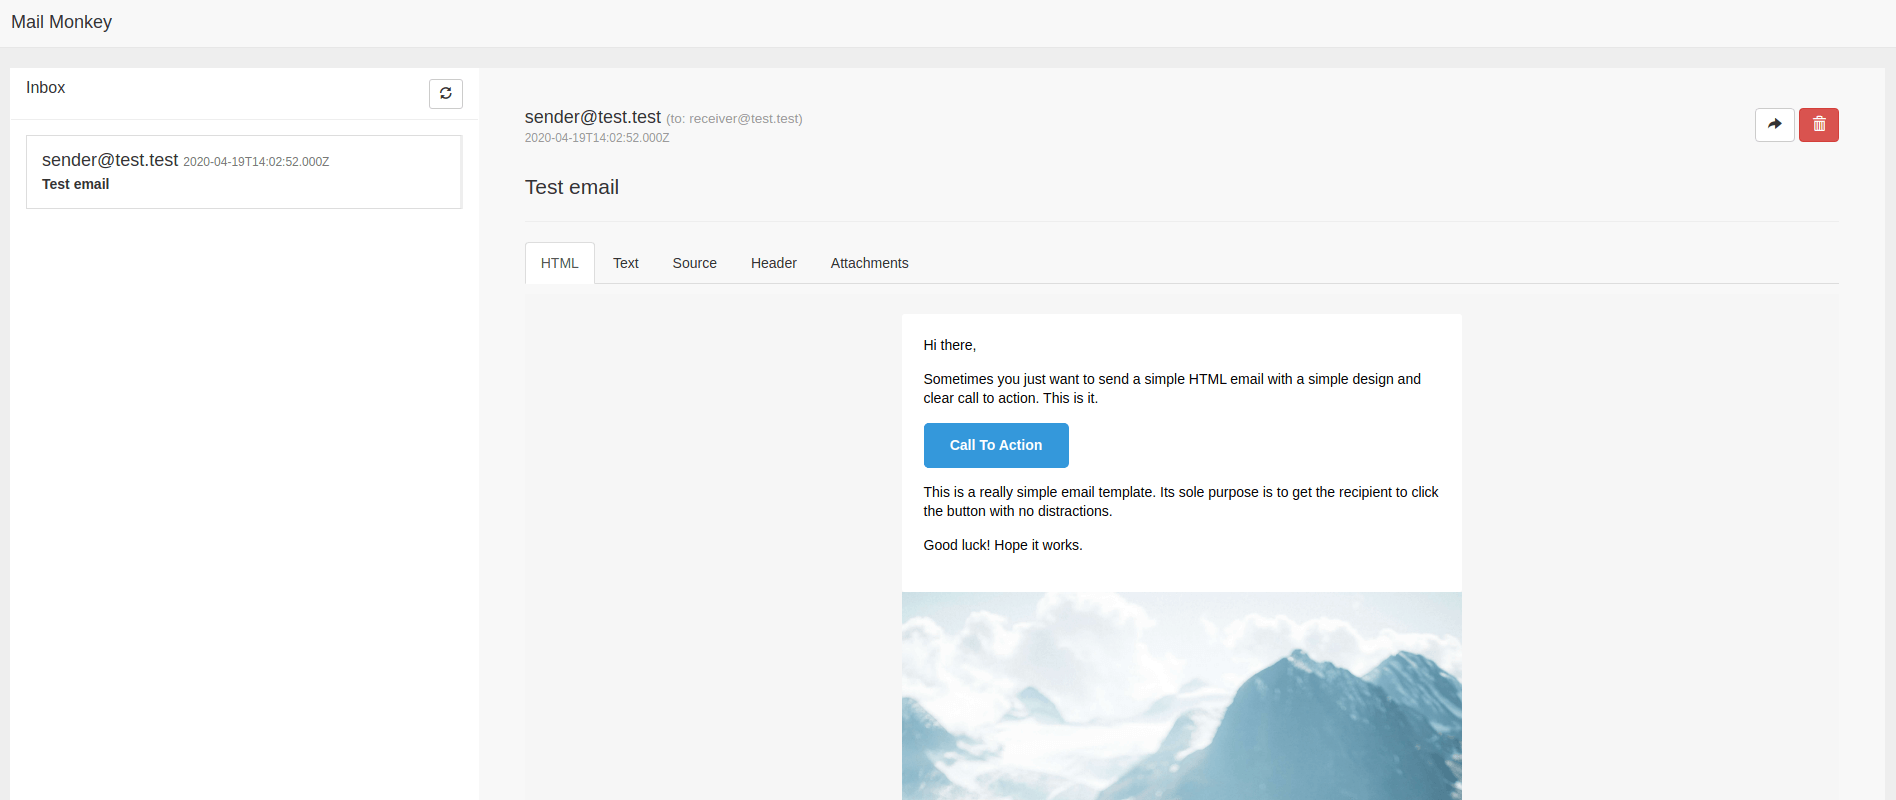 Mail Monkey
Inbox
sender@test.test 2020-04-19T14:02:52.000Z
Test email
sender@test.test (to: receiver@test.test)
2020-04-19T14:02:52.000Z
Test email
HTML Text Source Header Attachments
Hi there,
Sometimes you just want to send a simple HTML email with a simple design and
clear call to action. This is it.
Call To Action
This is a really simple email template. Its sole purpose is to get the recipient to click
the button with no distractions.
Good luck! Hope it works.